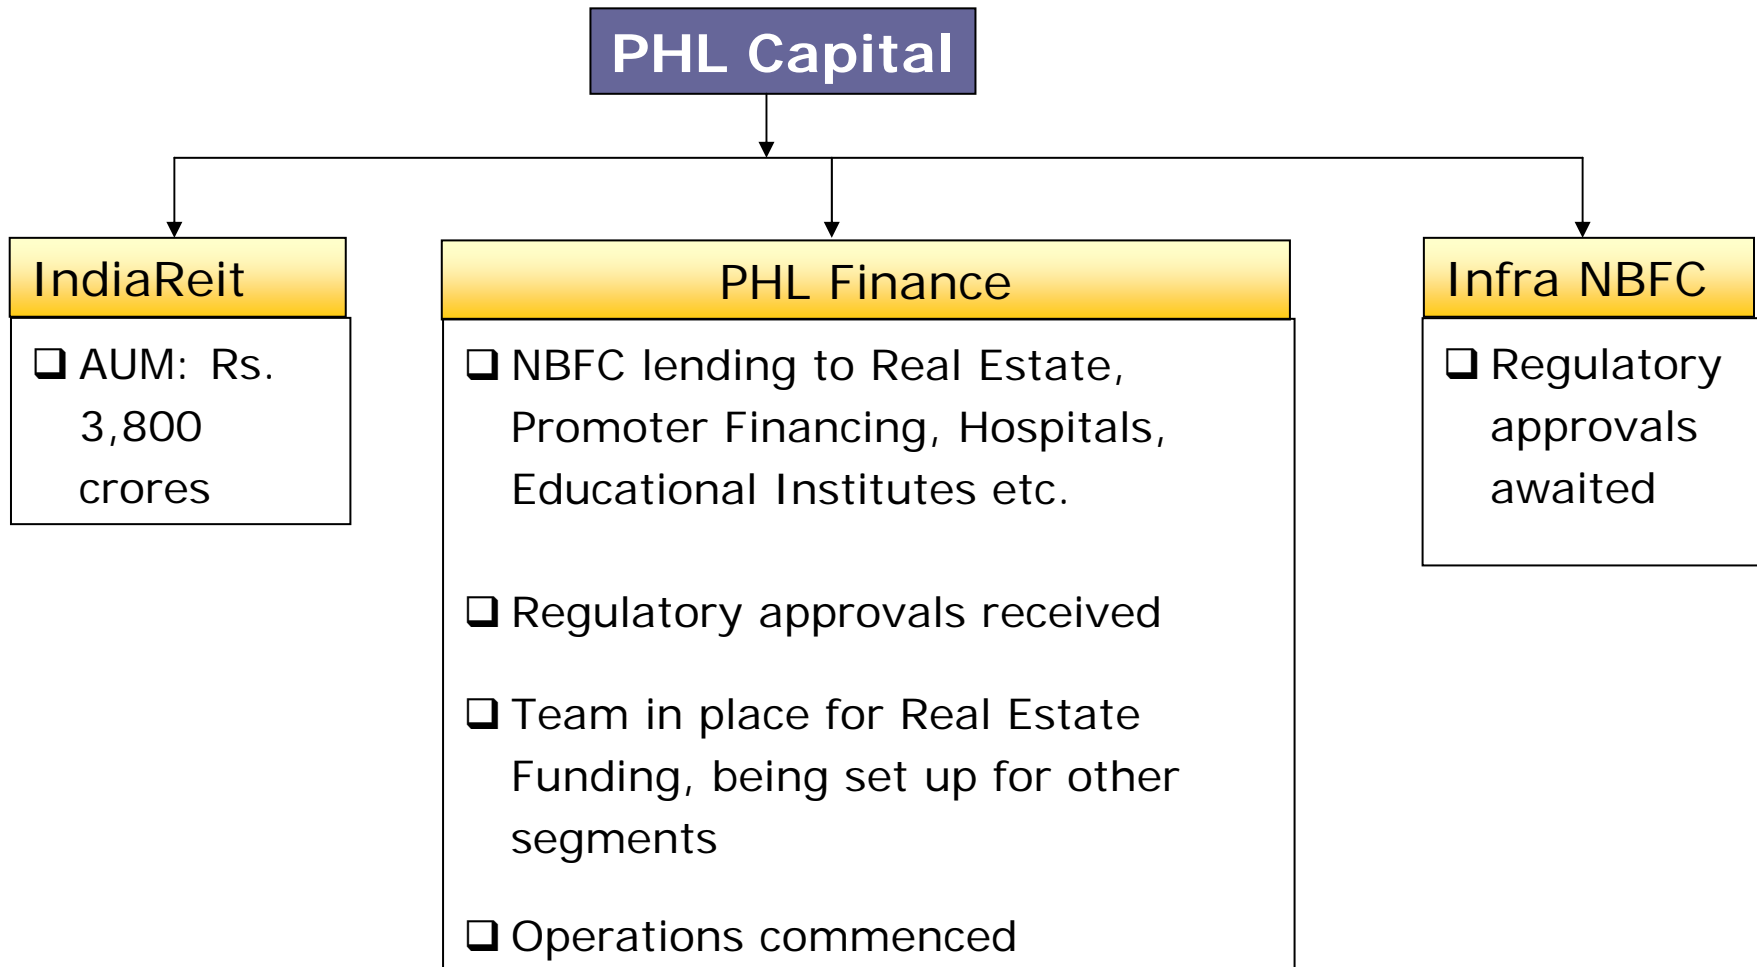 PHL Capital
IndiaReit
❑ AUM: Rs.
3,800
crores
PHL Finance
❑ NBFC lending to Real Estate,
Promoter Financing, Hospitals,
Educational Institutes etc.
❑ Regulatory approvals received
❑ Team in place for Real Estate
Funding, being set up for other
segments
❑ Operations commenced
Infra NBFC
❑ Regulatory
approvals
awaited